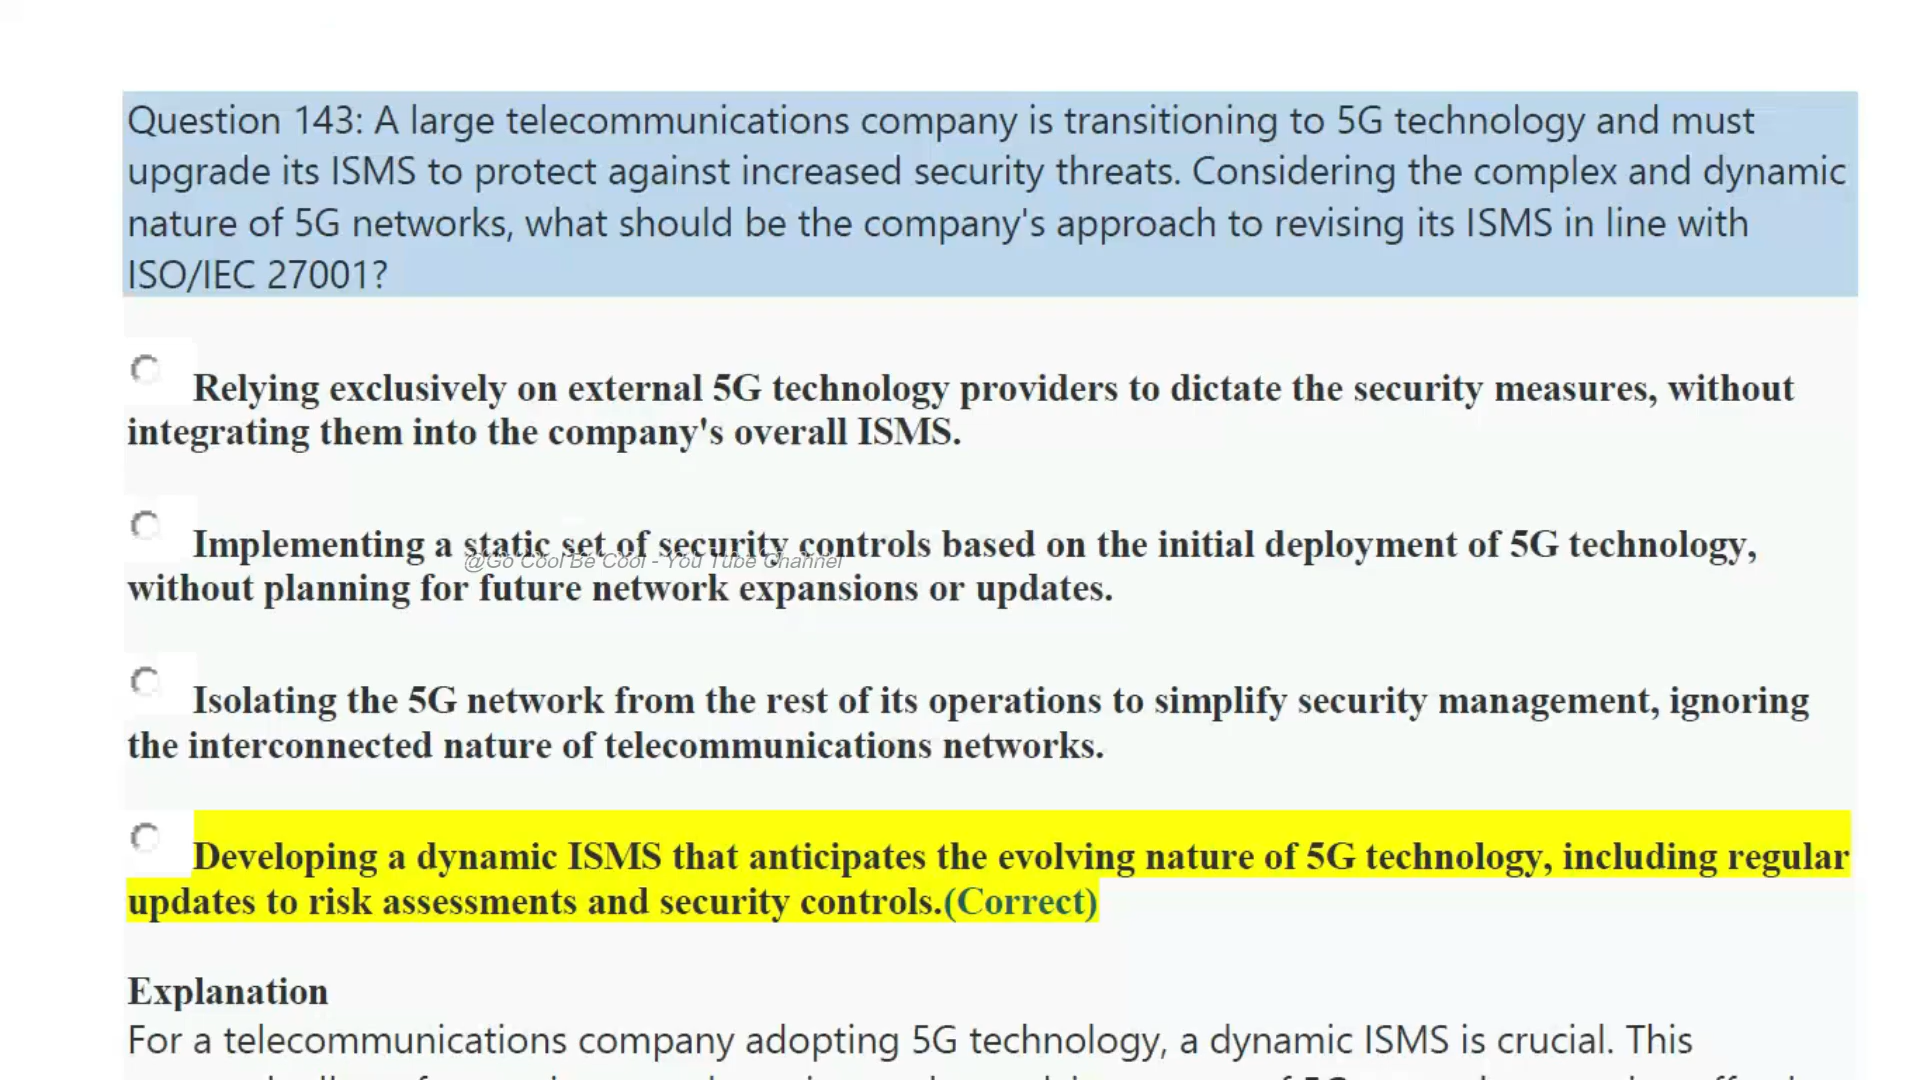 Question 143: A large telecommunications company is transitioning to 5G technology and must
upgrade its ISMS to protect against increased security threats. Considering the complex and dynamic
nature of 5G networks, what should be the company's approach to revising its ISMS in line with
ISO/IEC 27001?
Relying exclusively on external 5G technology providers to dictate the security measures, without
integrating them into the company's overall ISMS.
Implementing a static set of security controls based on the initial deployment of 5G technology,
@Go Cool Be Cool - You Tube Channel
without planning for future network expansions or updates.
Isolating the 5G network from the rest of its operations to simplify security management, ignoring
the interconnected nature of telecommunications networks.
Developing a dynamic ISMS that anticipates the evolving nature of 5G technology, including regular
updates to risk assessments and security controls.(Correct)
Explanation
For a telecommunications company adopting 5G technology, a dynamic ISMS is crucial. This